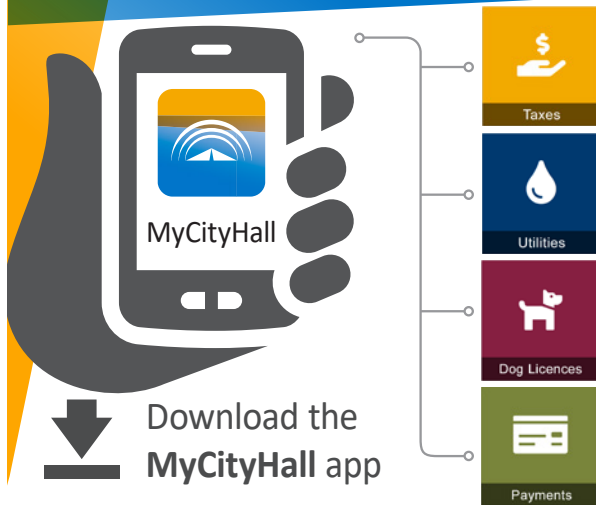 MyCityHall
Download the
MyCityHall app
$
Taxes
Utilities
Dog Licences
Payments